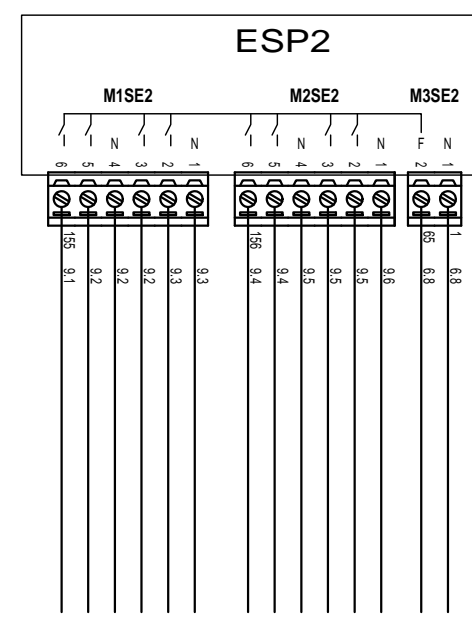 ESP2
M1SE2 M2SE2 M3SE2
N N N N F N
6 5 4 3 2 1 6 5 4 3 2 1 2 1
155 156 65 1
9.1 9.2 9.2 9.2 9.3 9.3 9.4 9.4 9.5 9.5 9.5 9.6 6.8 6.8